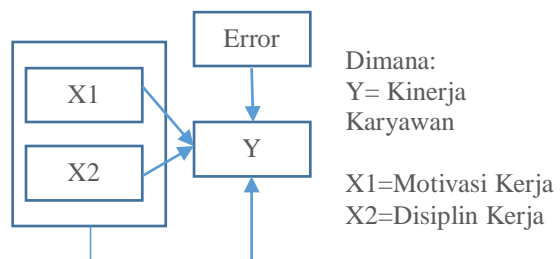 Error
X1
X2
Y
Dimana:
Y= Kinerja
Karyawan
X1=Motivasi Kerja
X2=Disiplin Kerja